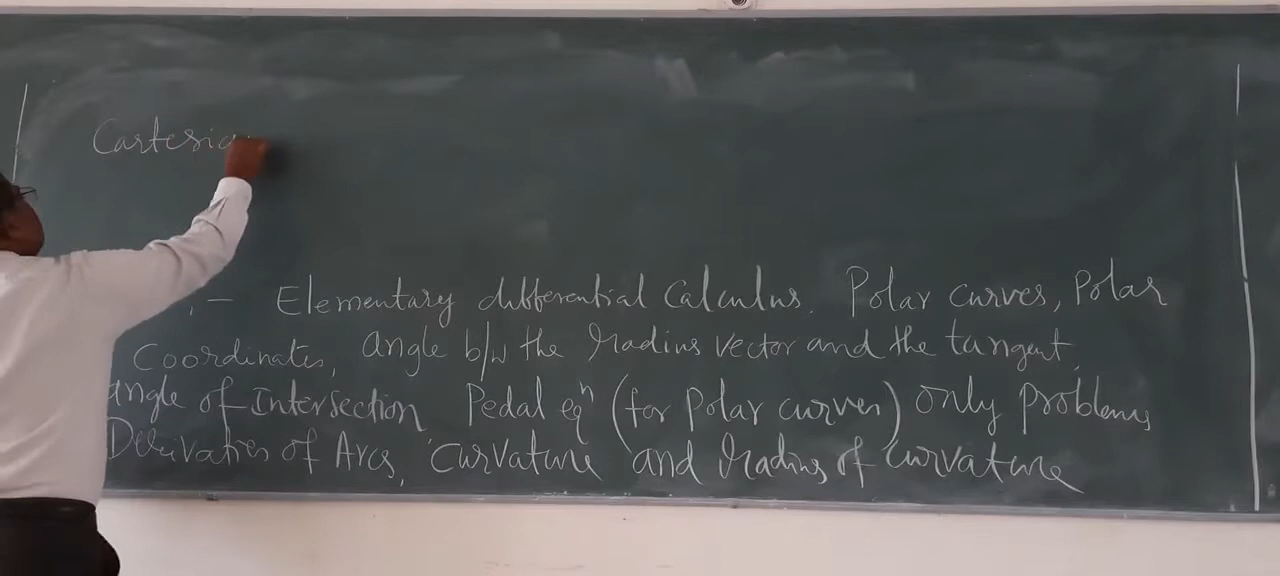 Cartesia
:- Elementary differential Calculus, Polar curves, Polar
Coordinates, angle b/w the radius vector and the tangent,
angle of Intersection Pedal eqⁿ (for Polar curves) only problems
Derivatives of Arcs, Curvature and radius of Curvature